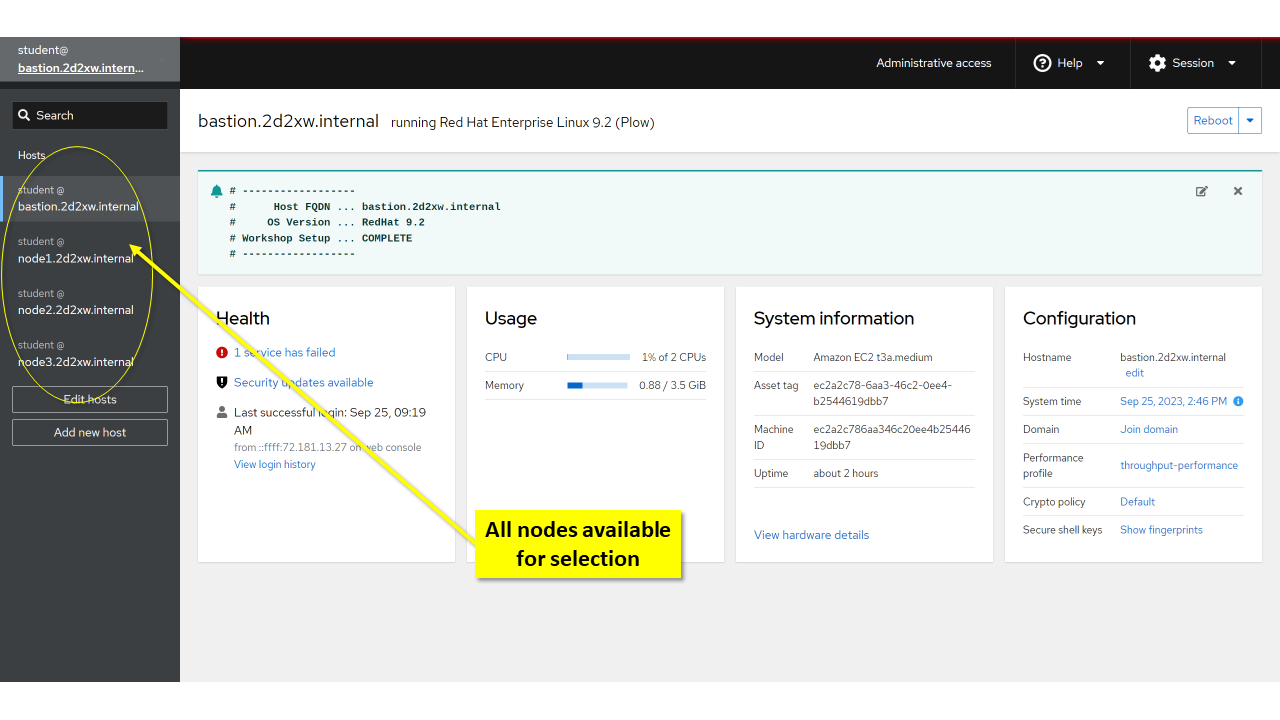 student@
bastion.2d2xw.intern...
Administrative access
Help
Session
Search
Hosts
student @
bastion.2d2xw.internal
student @
node1.2d2xw.internal
student @
node2.2d2xw.internal
student @
node3.2d2xw.internal
Edit hosts
Add new host
bastion.2d2xw.internal running Red Hat Enterprise Linux 9.2 (Plow)
Reboot
# ------------------
# Host FQDN ... bastion.2d2xw.internal
# OS Version ... RedHat 9.2
# Workshop Setup ... COMPLETE
# ------------------
Health
1 service has failed
Security updates available
Last successful login: Sep 25, 09:19
AM
from ::ffff:72.181.13.27 on web console
View login history
Usage
CPU 1% of 2 CPUs
Memory 0.88 / 3.5 GiB
System information
Model Amazon EC2 t3a.medium
Asset tag ec2a2c78-6aa3-46c2-0ee4-
b2544619dbb7
Machine ec2a2c786aa346c20ee4b25446
ID 19dbb7
Uptime about 2 hours
View hardware details
Configuration
Hostname bastion.2d2xw.internal
edit
System time Sep 25, 2023, 2:46 PM
Domain Join domain
Performance
profile throughput-performance
Crypto policy Default
Secure shell keys Show fingerprints
All nodes available
for selection